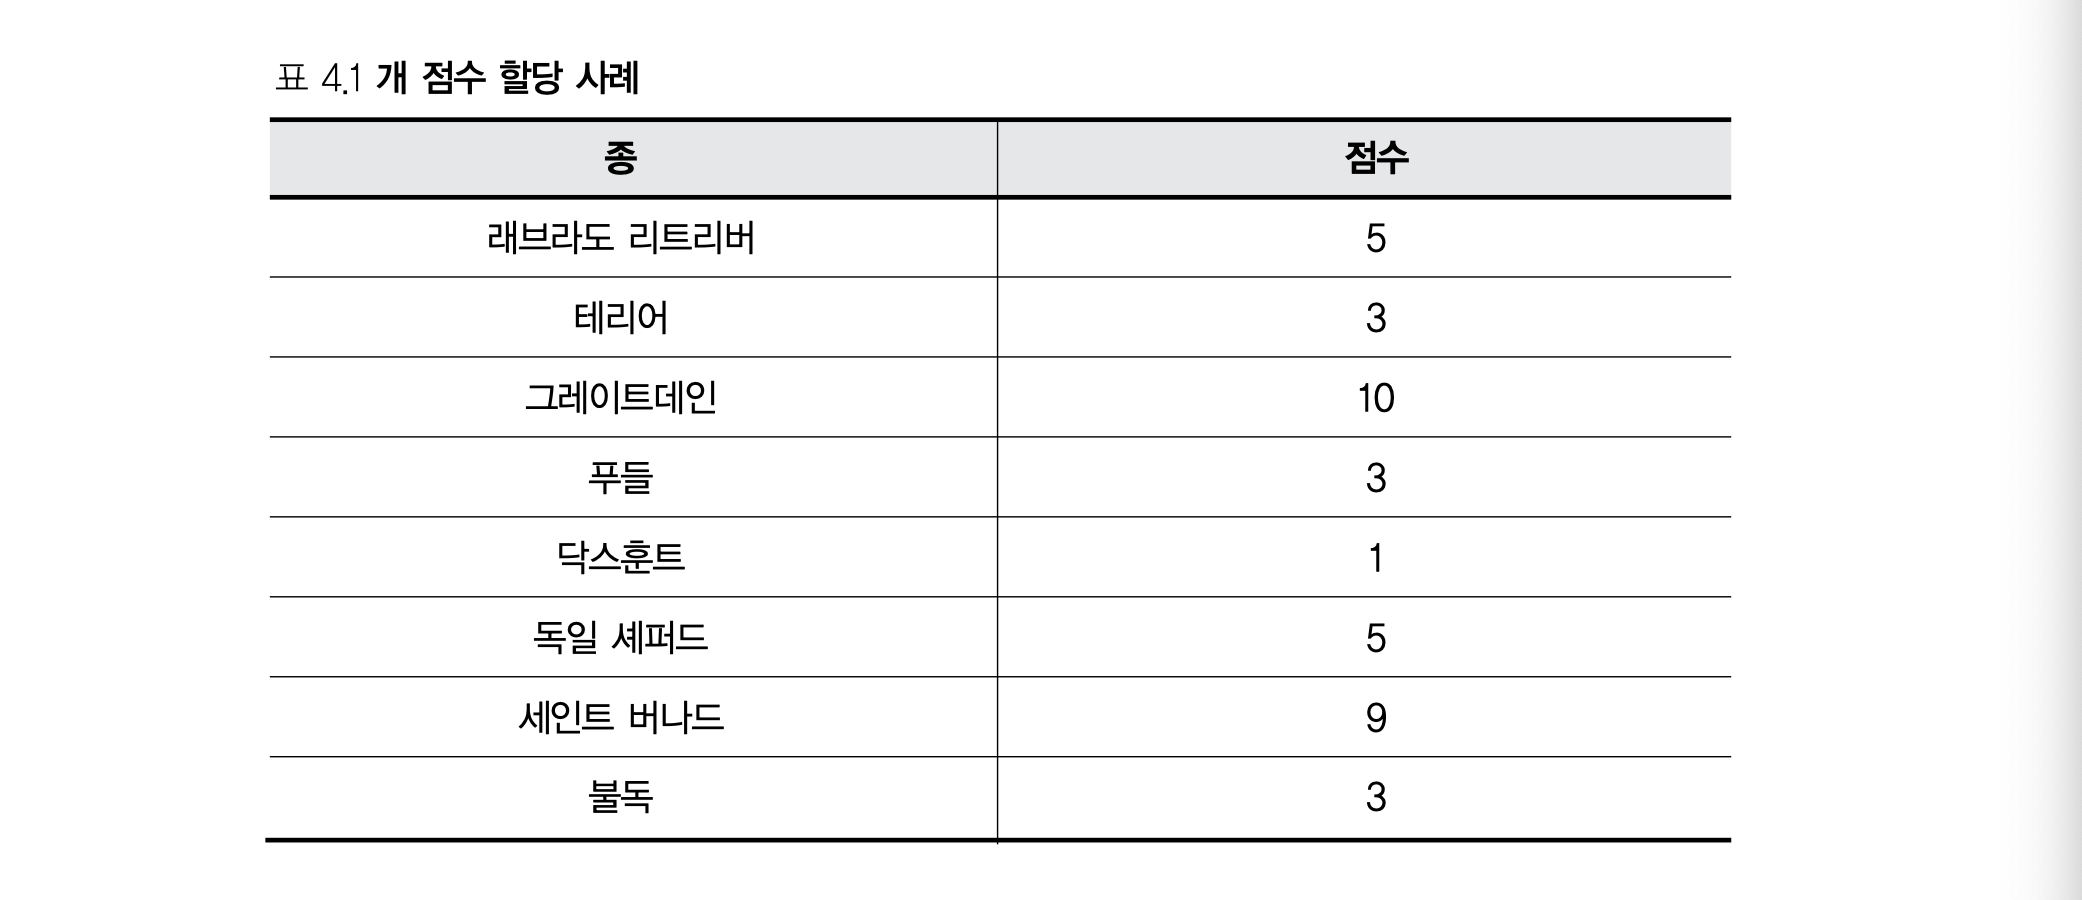 표 4.1 개 점수 할당 사례
종 점수
래브라도 리트리버 5
테리어 3
그레이트데인 10
푸들 3
닥스훈트 1
독일 셰퍼드 5
세인트 버나드 9
불독 3